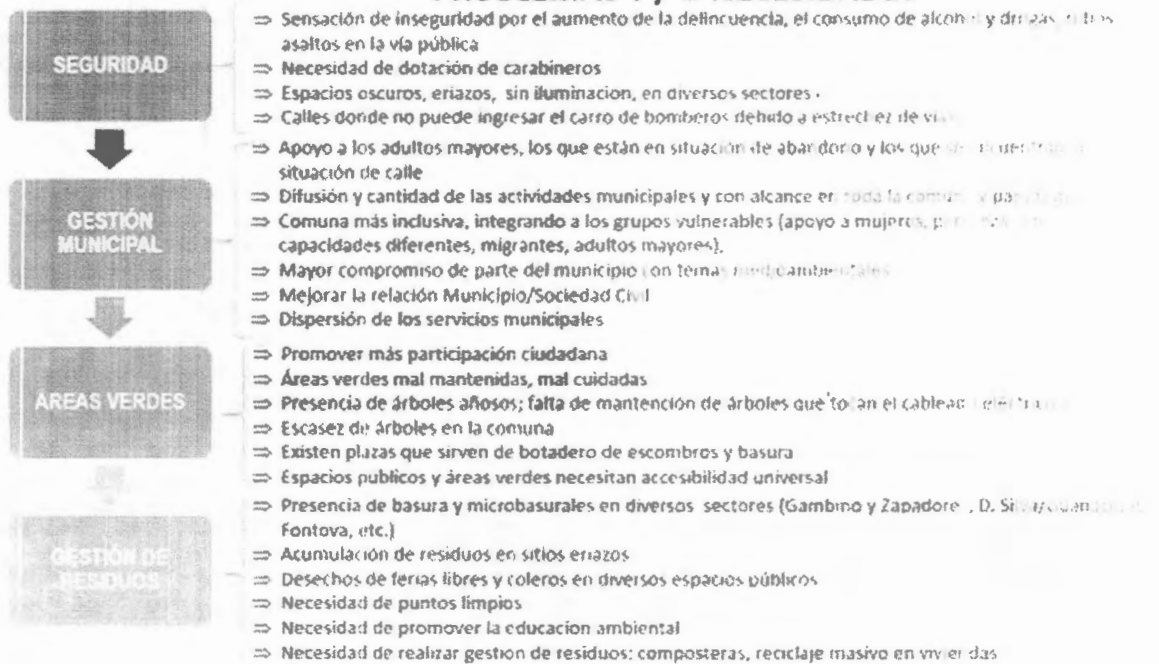 SEGURIDAD
⇒ Sensación de inseguridad por el aumento de la delincuencia, el consumo de alcohol y drogas,
asaltos en la vía pública
⇒ Necesidad de dotación de carabineros
⇒ Espacios oscuros, eriazos, sin iluminacion, en diversos sectores
⇒ Calles donde no puede ingresar el carro de bomberos debido a estrechez de
GESTIÓN
MUNICIPAL
⇒ Apoyo a los adultos mayores, los que están en situación de abandono y los que
situación de calle
⇒ Difusión y cantidad de las actividades municipales y con alcance en toda la comuna y
⇒ Comuna más inclusiva, integrando a los grupos vulnerables (apoyo a mujeres,
capacidades diferentes, migrantes, adultos mayores).
⇒ Mayor compromiso de parte del municipio con temas medioambientales
⇒ Mejorar la relación Municipio/Sociedad Civil
⇒ Dispersión de los servicios municipales
AREAS VERDES
⇒ Promover más participación ciudadana
⇒ Áreas verdes mal mantenidas, mal cuidadas
⇒ Presencia de árboles añosos; falta de mantención de árboles que tocan el cableado
⇒ Escasez de árboles en la comuna
⇒ Existen plazas que sirven de botadero de escombros y basura
⇒ Espacios publicos y áreas verdes necesitan accesibilidad universal
GESTIÓN DE
RESIDUOS
⇒ Presencia de basura y microbasurales en diversos sectores (Gambino y Zapadores, D. Silva,
Fontova, etc.)
⇒ Acumulación de residuos en sitios eriazos
⇒ Desechos de ferias libres y coleros en diversos espacios públicos
⇒ Necesidad de puntos limpios
⇒ Necesidad de promover la educacion ambiental
⇒ Necesidad de realizar gestion de residuos: composteras, reciclaje masivo en viviendas